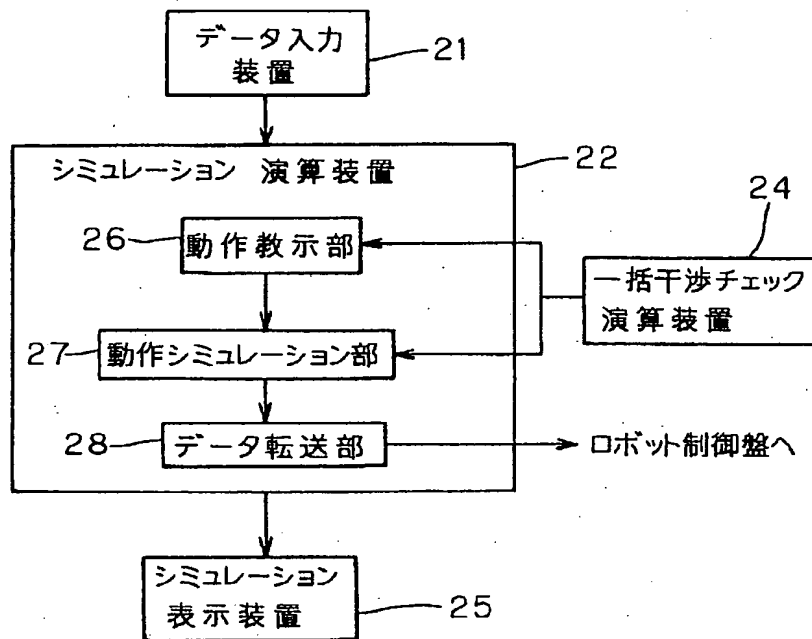 データ入力
装置
21
シミュレーション 演算装置
22
24
26
動作教示部
一括干渉チェック
演算装置
27
動作シミュレーション部
28
データ転送部
ロボット制御盤へ
シミュレーション
表示装置
25